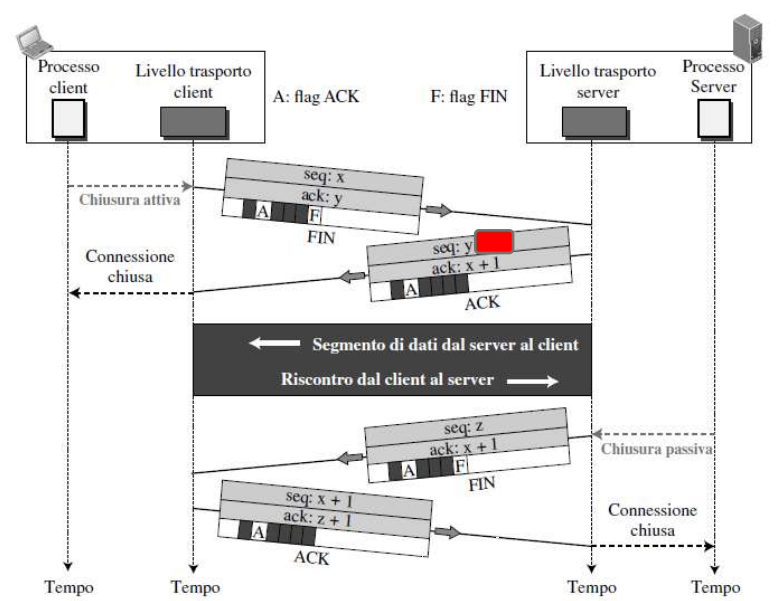 Processo
client
Livello trasporto
client
A: flag ACK
F: flag FIN
Livello trasporto
server
Processo
Server
Chiusura attiva
seq: x
ack: y
A
F
FIN
Connessione
chiusa
seq: y
ack: x + 1
A
ACK
Segmento di dati dal server al client
Riscontro dal client al server
seq: z
ack: x + 1
A
F
FIN
Chiusura passiva
seq: x + 1
ack: z + 1
A
ACK
Connessione
chiusa
Tempo
Tempo
Tempo
Tempo